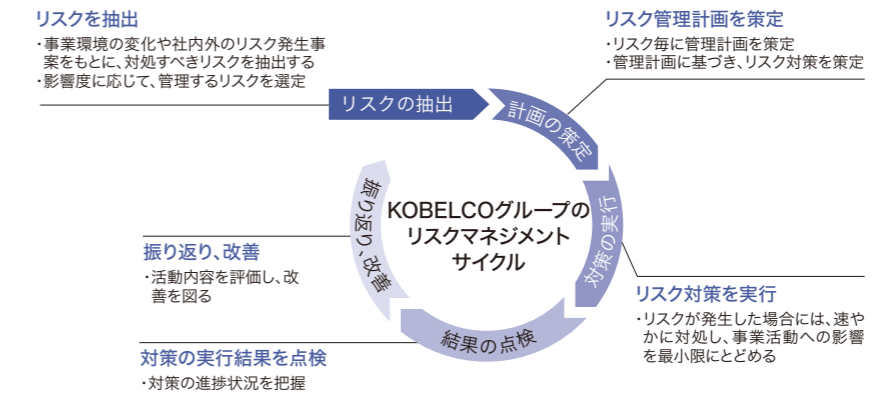 リスクを抽出
・事業環境の変化や社内外のリスク発生事
案をもとに、対処すべきリスクを抽出する
・影響度に応じて、管理するリスクを選定
リスク管理計画を策定
・リスク毎に管理計画を策定
・管理計画に基づき、リスク対策を策定
リスクの抽出
計画の策定
対策の実行
結果の点検
振り返り、改善
KOBELCOグループの
リスクマネジメント
サイクル
振り返り、改善
・活動内容を評価し、改
善を図る
リスク対策を実行
・リスクが発生した場合には、速や
かに対処し、事業活動への影響
を最小限にとどめる
対策の実行結果を点検
・対策の進捗状況を把握